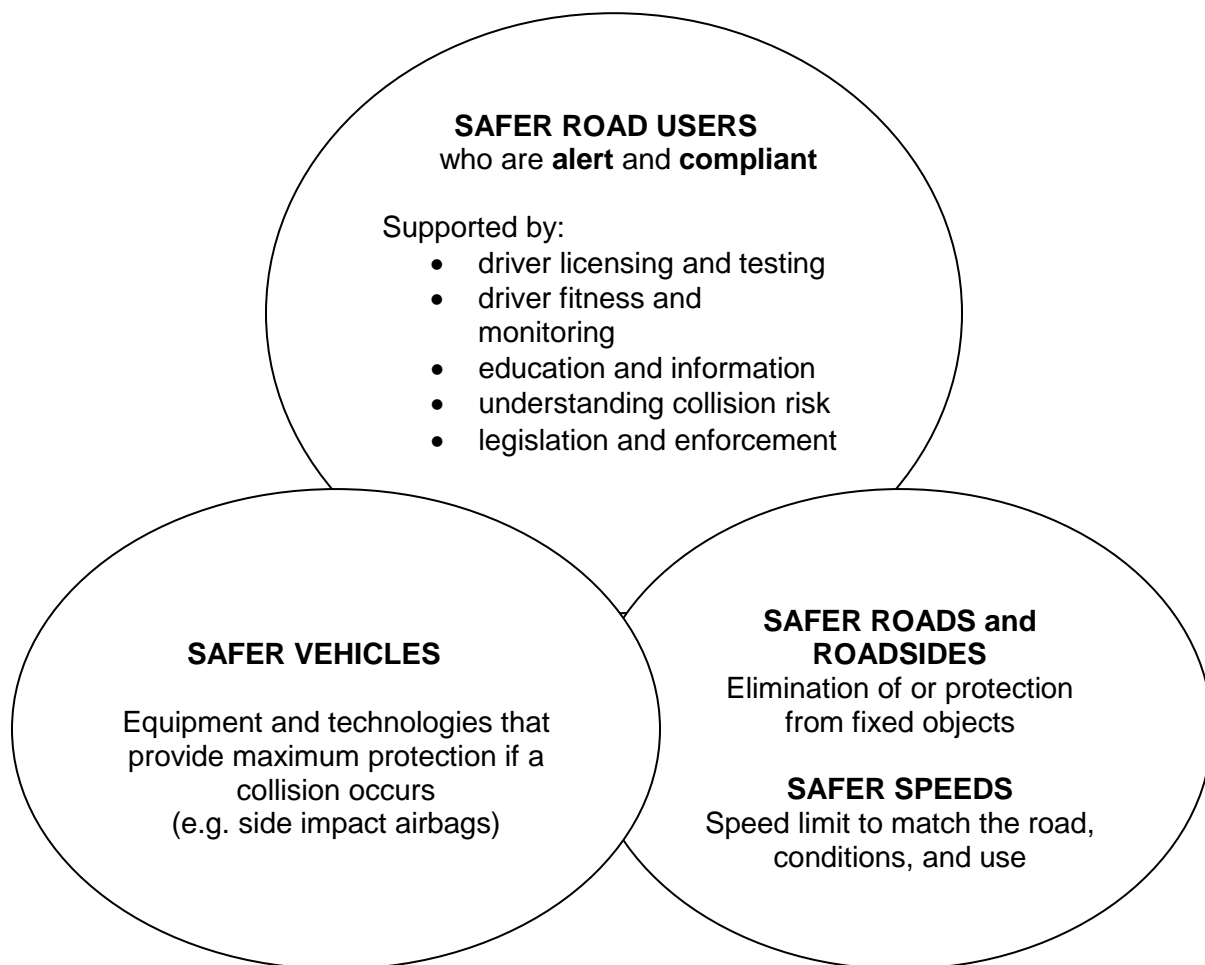 SAFER ROAD USERS
who are alert and compliant
Supported by:
• driver licensing and testing
• driver fitness and
monitoring
• education and information
• understanding collision risk
• legislation and enforcement
SAFER VEHICLES
Equipment and technologies that
provide maximum protection if a
collision occurs
(e.g. side impact airbags)
SAFER ROADS and
ROADSIDES
Elimination of or protection
from fixed objects
SAFER SPEEDS
Speed limit to match the road,
conditions, and use